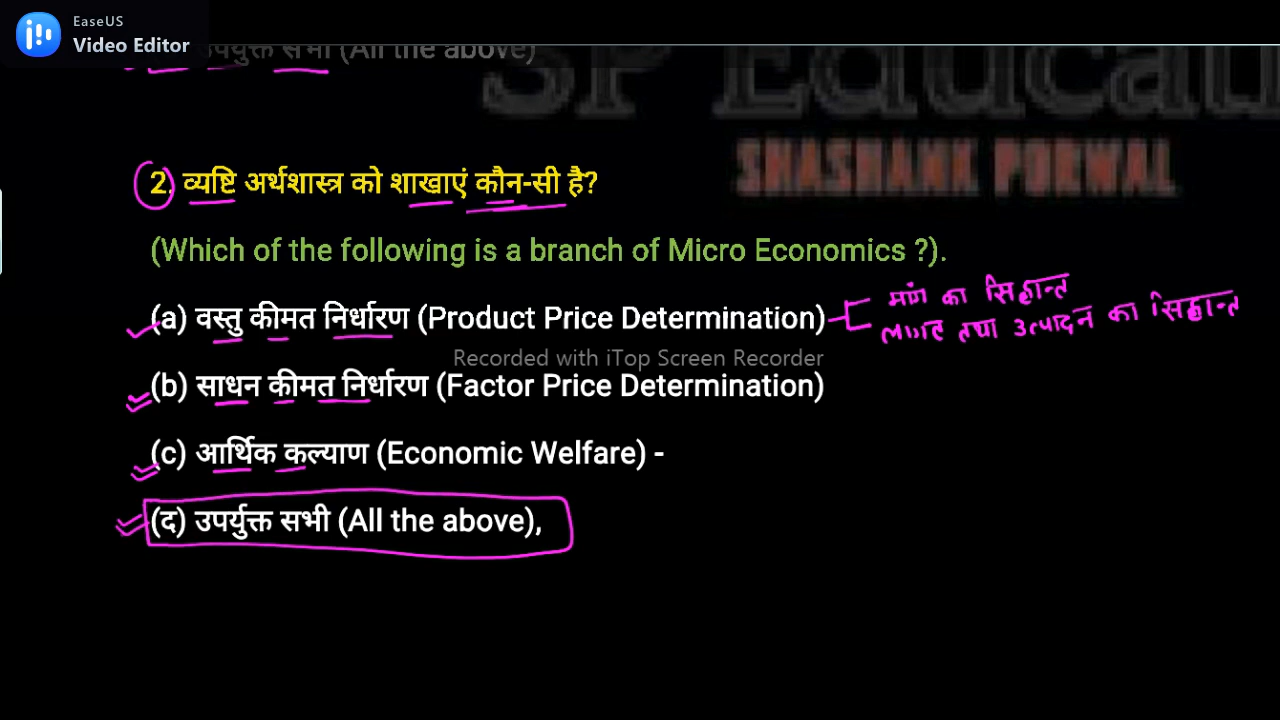 EaseUS
Video Editor
उपर्युक्त सभी (All the above)
SP Educat
SHASHANK PORWAL
2. व्यष्टि अर्थशास्त्र को शाखाएं कौन-सी है?
(Which of the following is a branch of Micro Economics ?).
(a) वस्तु कीमत निर्धारण (Product Price Determination)
माँग का सिद्धान्त
लागत तथा उत्पादन का सिद्धान्त
Recorded with iTop Screen Recorder
(b) साधन कीमत निर्धारण (Factor Price Determination)
(c) आर्थिक कल्याण (Economic Welfare) -
(द) उपर्युक्त सभी (All the above),